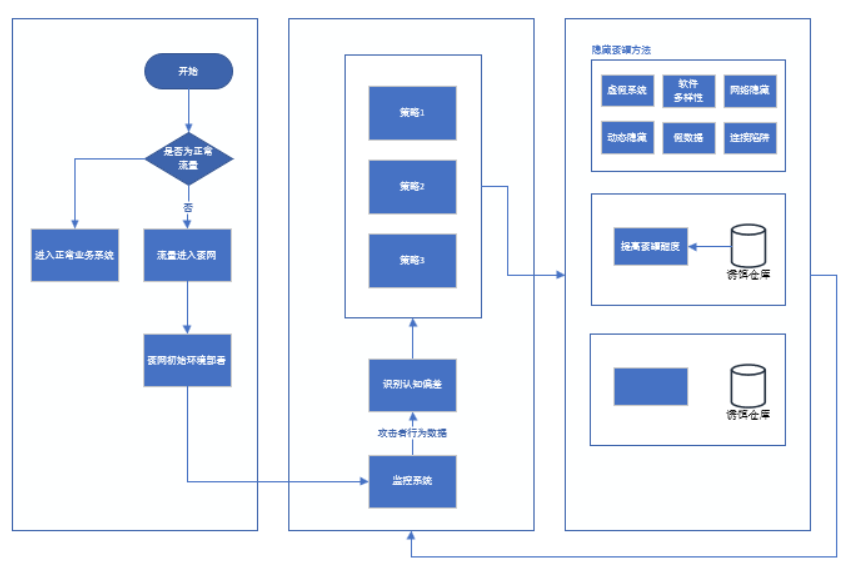 开始
是否为正常
流量
否
进入正常业务系统
流量进入蜜网
蜜网初始环境部署
策略1
策略2
策略3
识别认知偏差
攻击者行为数据
监控系统
隐藏蜜罐方法
虚假系统
软件
多样性
网络隐藏
动态隐藏
假数据
连接陷阱
提高蜜罐甜度
诱饵仓库
诱饵仓库